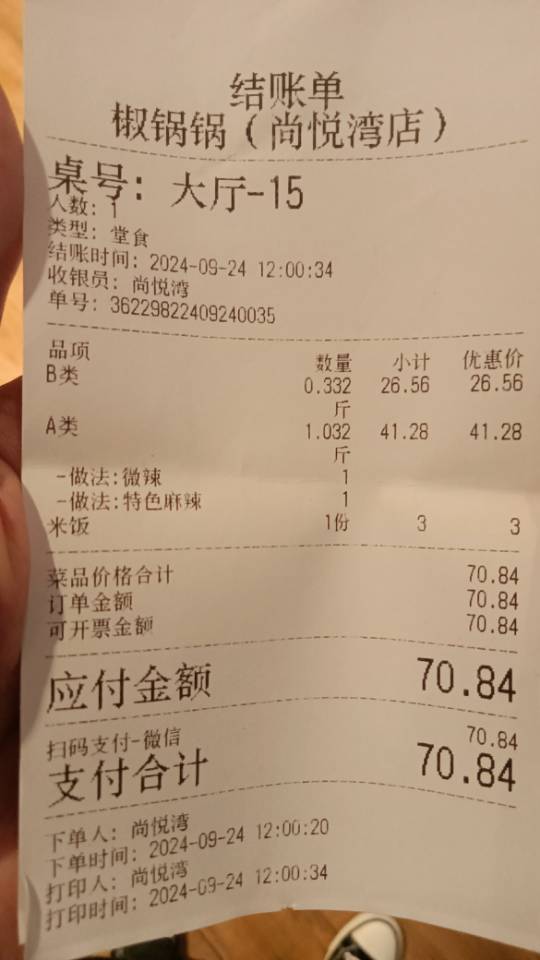 结账单
椒锅锅（尚悦湾店）
桌号：大厅-15
人数：1
类型：堂食
结账时间：2024-09-24 12:00:34
收银员：尚悦湾
单号：36229822409240035
品项 数量 小计 优惠价
B类 0.332 26.56 26.56
斤
A类 1.032 41.28 41.28
斤
-做法:微辣 1
-做法:特色麻辣 1
米饭 1份 3 3
菜品价格合计 70.84
订单金额 70.84
可开票金额 70.84
应付金额 70.84
扫码支付-微信 70.84
支付合计 70.84
下单人：尚悦湾
下单时间：2024-09-24 12:00:20
打印人：尚悦湾
打印时间：2024-09-24 12:00:34